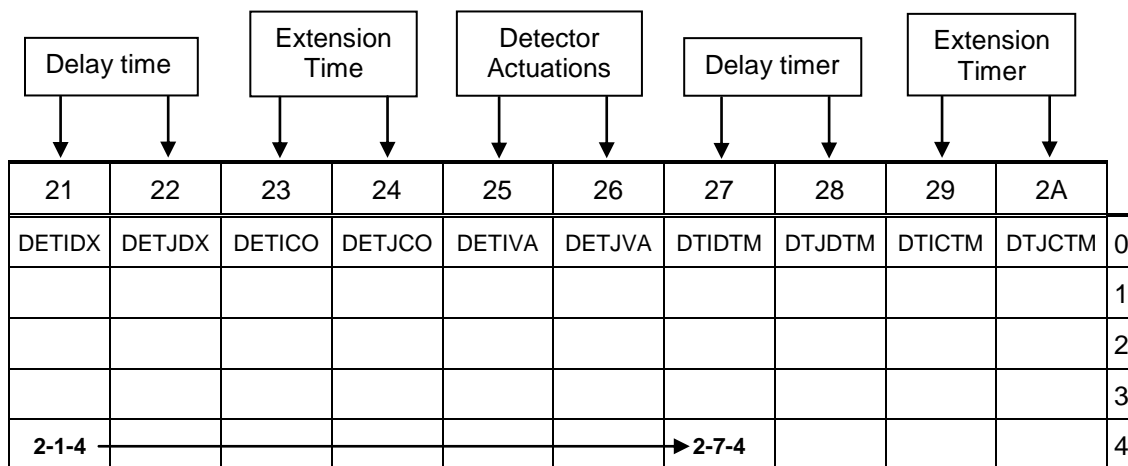 Delay time
Extension
Time
Detector
Actuations
Delay timer
Extension
Timer
21 22 23 24 25 26 27 28 29 2A
DETIDX DETJDX DETICO DETJCO DETIVA DETJVA DTIDTM DTJDTM DTICTM DTJCTM 0
1
2
3
2-1-4 2-7-4 4